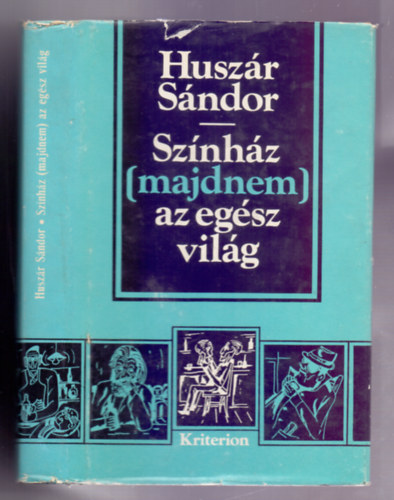 Huszár Sándor • Színház (majdnem) az egész világ
Huszár
Sándor
Színház
(majdnem)
az egész
világ
Kriterion